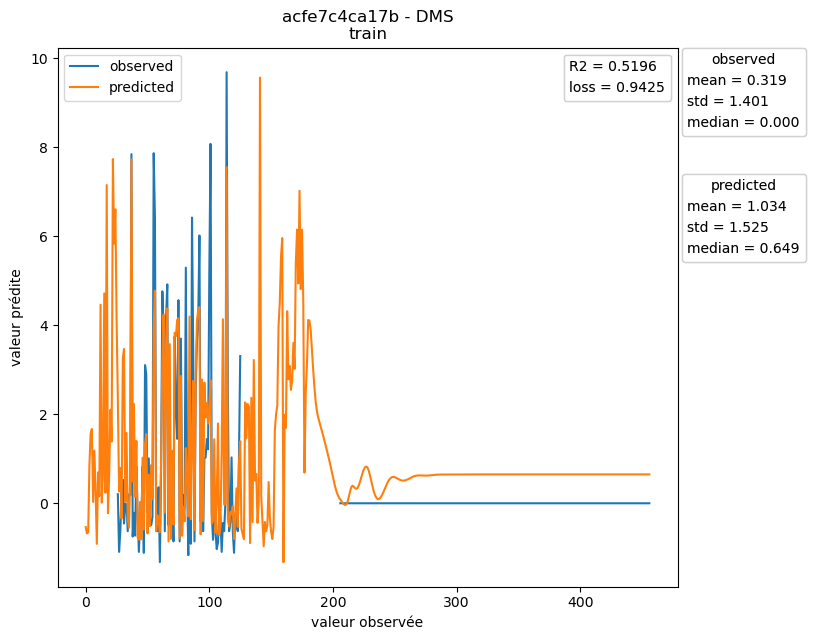 acfe7c4ca17b - DMS
train
observed
predicted
R2 = 0.5196
loss = 0.9425
observed
mean = 0.319
std = 1.401
median = 0.000
predicted
mean = 1.034
std = 1.525
median = 0.649
valeur prédite
10
8
6
4
2
0
0 100 200 300 400
valeur observée